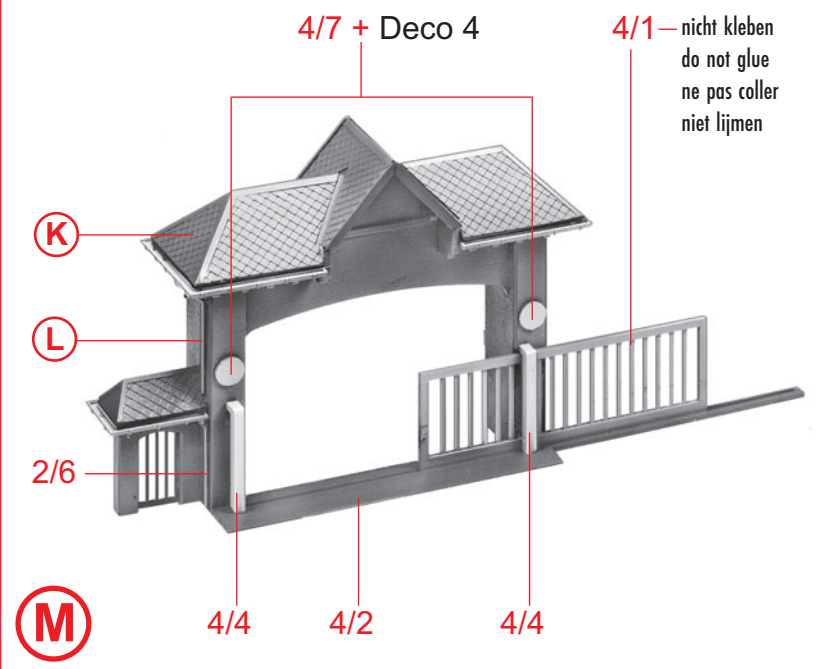 4/7 + Deco 4
4/1
nicht kleben
do not glue
ne pas coller
niet lijmen
K
L
2/6
M
4/4
4/2
4/4